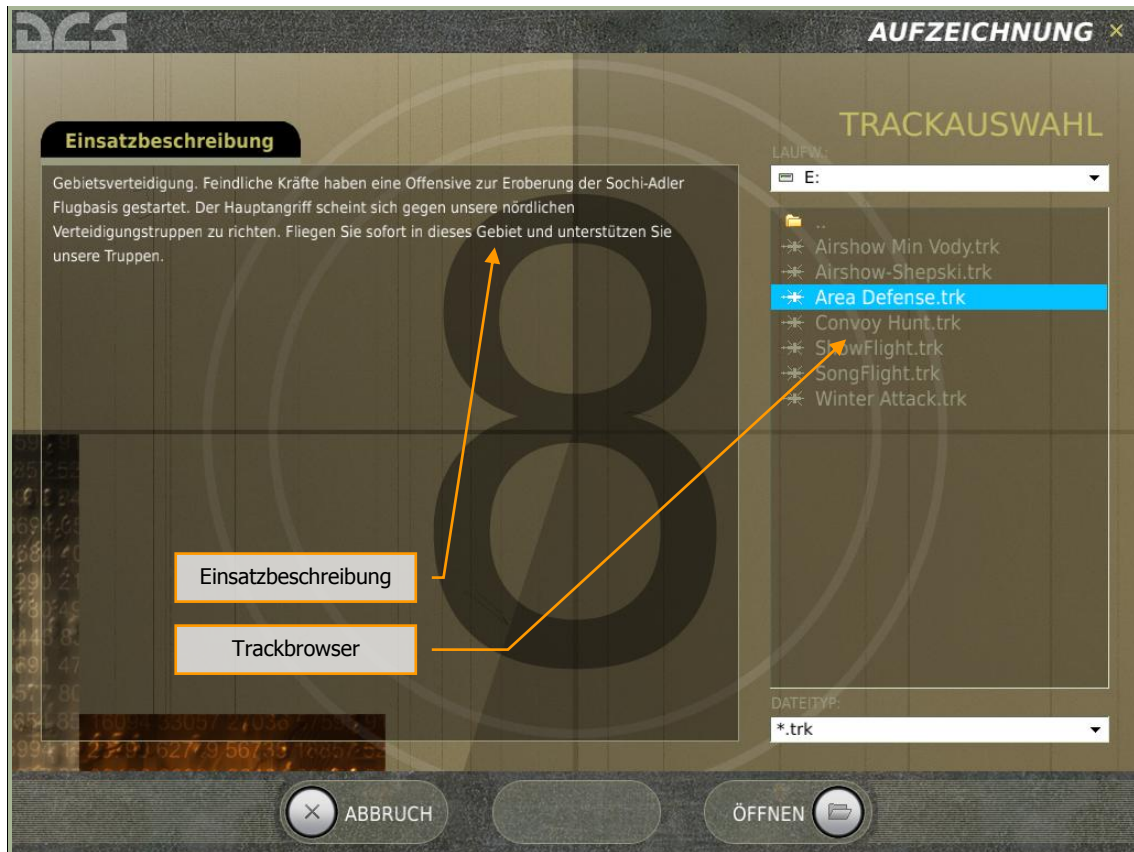 DCS
AUFZEICHNUNG
TRACKAUSWAHL
Einsatzbeschreibung
LAUFW.:
E:
Gebietsverteidigung. Feindliche Kräfte haben eine Offensive zur Eroberung der Sochi-Adler
Flugbasis gestartet. Der Hauptangriff scheint sich gegen unsere nördlichen
Verteidigungstruppen zu richten. Fliegen Sie sofort in dieses Gebiet und unterstützen Sie
unsere Truppen.
..
Airshow Min Vody.trk
Airshow-Shepski.trk
Area Defense.trk
Convoy Hunt.trk
ShowFlight.trk
SongFlight.trk
Winter Attack.trk
8
Einsatzbeschreibung
Trackbrowser
DATEITYP:
*.trk
ABBRUCH
ÖFFNEN